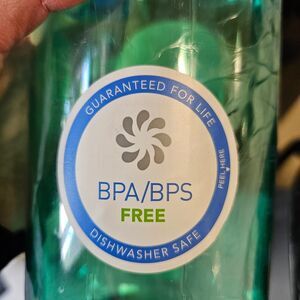 GUARANTEED FOR LIFE
PEEL HERE
BPA/BPS
FREE
DISHWASHER SAFE